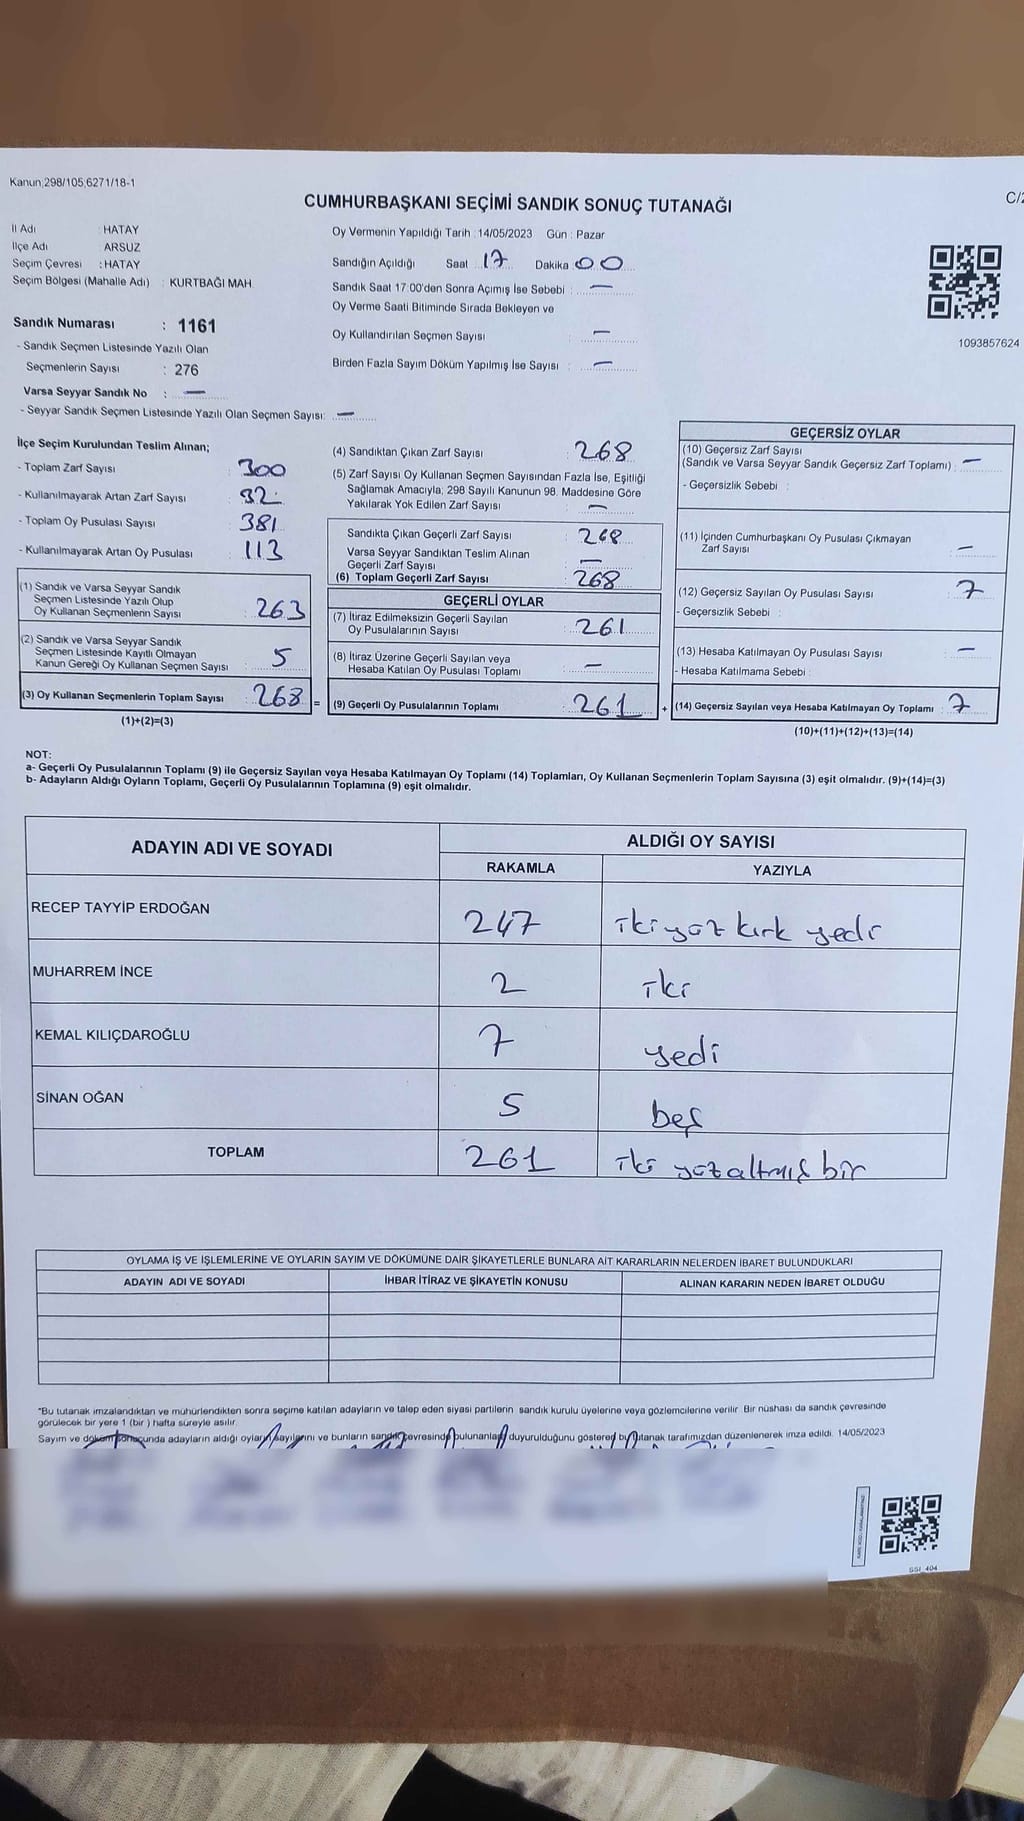 Kanun;298/105;6271/18-1
CUMHURBAŞKANI SEÇİMİ SANDIK SONUÇ TUTANAĞI
C/2
İl Adı : HATAY
İlçe Adı : ARSUZ
Seçim Çevresi : HATAY
Seçim Bölgesi (Mahalle Adı) : KURTBAĞI MAH.
Sandık Numarası : 1161
- Sandık Seçmen Listesinde Yazılı Olan
Seçmenlerin Sayısı : 276
Varsa Seyyar Sandık No : —
- Seyyar Sandık Seçmen Listesinde Yazılı Olan Seçmen Sayısı: —
Oy Vermenin Yapıldığı Tarih : 14/05/2023 Gün : Pazar
Sandığın Açıldığı Saat 17 Dakika : 00
Sandık Saat 17:00'den Sonra Açımış İse Sebebi : —
Oy Verme Saati Bitiminde Sırada Bekleyen ve
Oy Kullandırılan Seçmen Sayısı : —
Birden Fazla Sayım Döküm Yapılmış İse Sayısı : —
1093857624
İlçe Seçim Kurulundan Teslim Alınan;
- Toplam Zarf Sayısı : 300
- Kullanılmayarak Artan Zarf Sayısı : 32
- Toplam Oy Pusulası Sayısı : 381
- Kullanılmayarak Artan Oy Pusulası : 113
(1) Sandık ve Varsa Seyyar Sandık
Seçmen Listesinde Yazılı Olup
Oy Kullanan Seçmenlerin Sayısı : 263
(2) Sandık ve Varsa Seyyar Sandık
Seçmen Listesinde Kayıtlı Olmayan
Kanun Gereği Oy Kullanan Seçmen Sayısı : 5
(3) Oy Kullanan Seçmenlerin Toplam Sayısı : 268 =
(1)+(2)=(3)
(4) Sandıktan Çıkan Zarf Sayısı : 268
(5) Zarf Sayısı Oy Kullanan Seçmen Sayısından Fazla İse, Eşitliği
Sağlamak Amacıyla; 298 Sayılı Kanunun 98. Maddesine Göre
Yakılarak Yok Edilen Zarf Sayısı : —
Sandıkta Çıkan Geçerli Zarf Sayısı : 268
Varsa Seyyar Sandıktan Teslim Alınan
Geçerli Zarf Sayısı : —
(6) Toplam Geçerli Zarf Sayısı : 268
GEÇERLİ OYLAR
(7) İtiraz Edilmeksizin Geçerli Sayılan
Oy Pusulalarının Sayısı : 261
(8) İtiraz Üzerine Geçerli Sayılan veya
Hesaba Katılan Oy Pusulası Toplamı : —
(9) Geçerli Oy Pusulalarının Toplamı : 261 +
GEÇERSİZ OYLAR
(10) Geçersiz Zarf Sayısı
(Sandık ve Varsa Seyyar Sandık Geçersiz Zarf Toplamı) : —
- Geçersizlik Sebebi :
(11) İçinden Cumhurbaşkanı Oy Pusulası Çıkmayan
Zarf Sayısı : —
(12) Geçersiz Sayılan Oy Pusulası Sayısı : 7
- Geçersizlik Sebebi :
(13) Hesaba Katılmayan Oy Pusulası Sayısı : —
- Hesaba Katılmama Sebebi :
(14) Geçersiz Sayılan veya Hesaba Katılmayan Oy Toplamı : 7
(10)+(11)+(12)+(13)=(14)
NOT:
a- Geçerli Oy Pusulalarının Toplamı (9) ile Geçersiz Sayılan veya Hesaba Katılmayan Oy Toplamı (14) Toplamları, Oy Kullanan Seçmenlerin Toplam Sayısına (3) eşit olmalıdır. (9)+(14)=(3)
b- Adayların Aldığı Oyların Toplamı, Geçerli Oy Pusulalarının Toplamına (9) eşit olmalıdır.
ADAYIN ADI VE SOYADI
ALDIĞI OY SAYISI
RAKAMLA YAZIYLA
RECEP TAYYİP ERDOĞAN 247 ikiyüz kırk yedi
MUHARREM İNCE 2 iki
KEMAL KILIÇDAROĞLU 7 yedi
SİNAN OĞAN 5 beş
TOPLAM 261 iki yüz altmış bir
OYLAMA İŞ VE İŞLEMLERİNE VE OYLARIN SAYIM VE DÖKÜMÜNE DAİR ŞİKAYETLERLE BUNLARA AİT KARARLARIN NELERDEN İBARET BULUNDUKLARI
ADAYIN ADI VE SOYADI İHBAR İTİRAZ VE ŞİKAYETİN KONUSU ALINAN KARARIN NEDEN İBARET OLDUĞU
"Bu tutanak imzalandıktan ve mühürlendikten sonra seçime katılan adayların ve talep eden siyasi partilerin sandık kurulu üyelerine veya gözlemcilerine verilir. Bir nüshası da sandık çevresinde
görülecek bir yere 1 (bir ) hafta süreyle asılır.
Sayım ve döküm sonucunda adayların aldığı oyların sayılarını ve bunların sandık çevresinde bulunanlara duyurulduğunu gösteren bu tutanak tarafımızdan düzenlenerek imza edildi. 14/05/2023
SSI_404